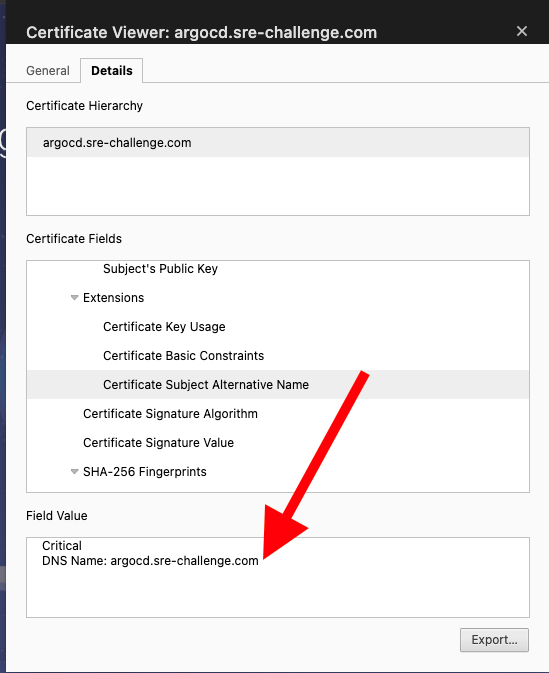 Certificate Viewer: argocd.sre-challenge.com
General Details
Certificate Hierarchy
argocd.sre-challenge.com
Certificate Fields
Subject's Public Key
Extensions
Certificate Key Usage
Certificate Basic Constraints
Certificate Subject Alternative Name
Certificate Signature Algorithm
Certificate Signature Value
SHA-256 Fingerprints
Field Value
Critical
DNS Name: argocd.sre-challenge.com
Export...